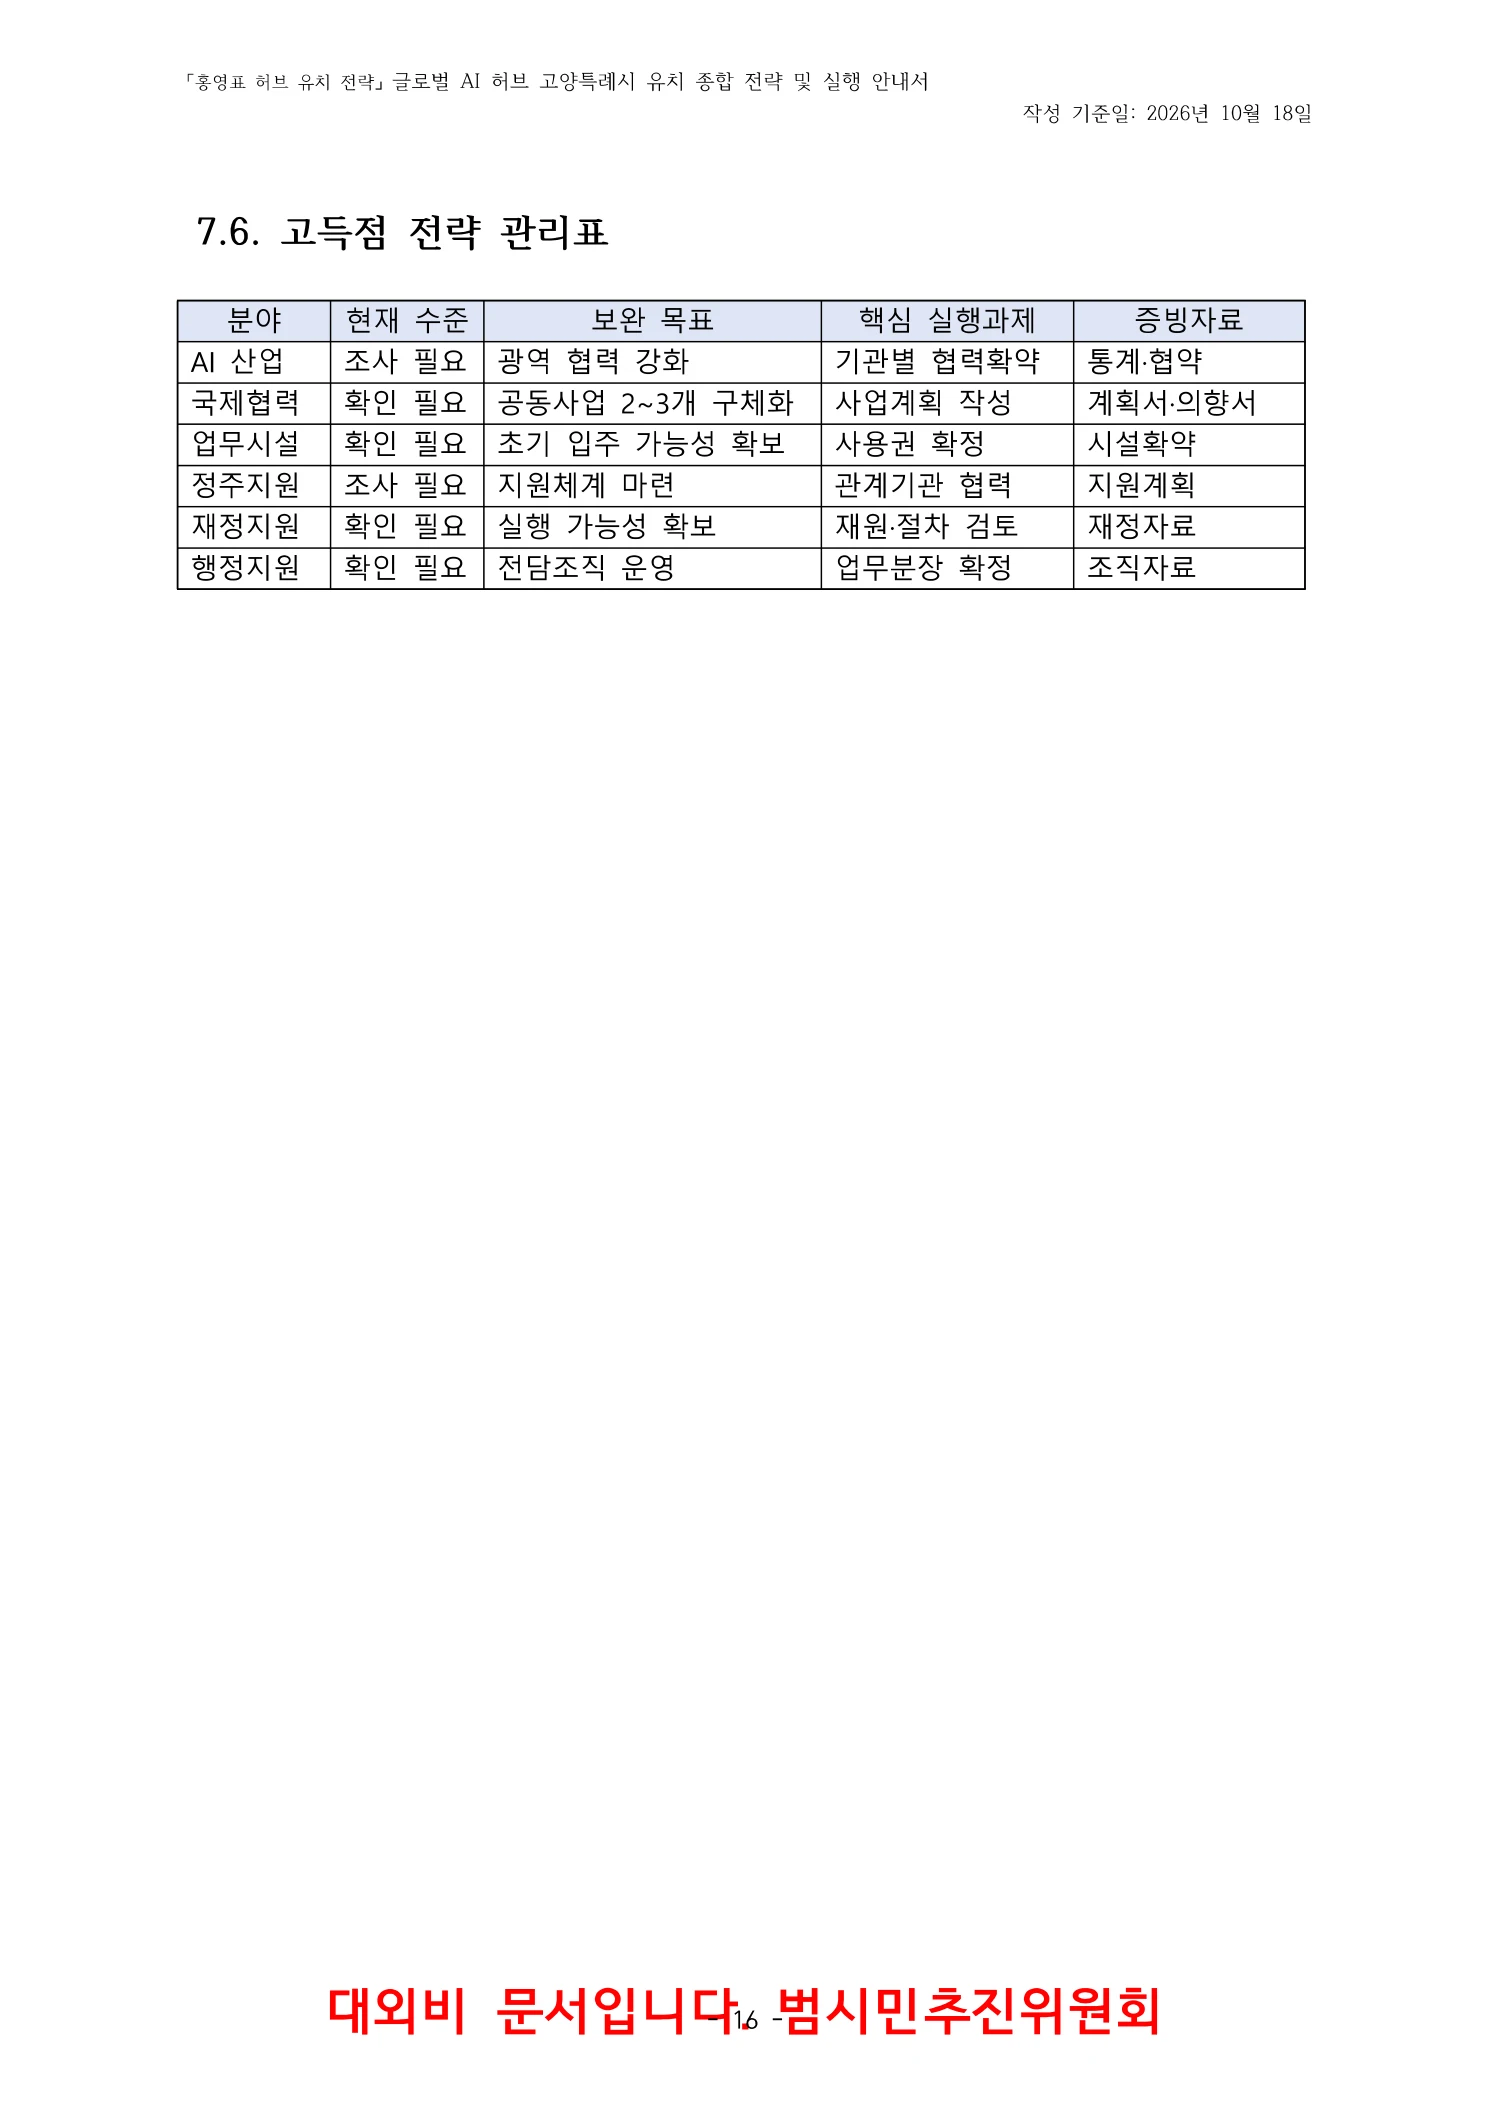 「홍영표 허브 유치 전략」 글로벌 AI 허브 고양특례시 유치 종합 전략 및 실행 안내서
작성 기준일: 2026년 10월 18일
7.6. 고득점 전략 관리표
분야 현재 수준 보완 목표 핵심 실행과제 증빙자료
AI 산업 조사 필요 광역 협력 강화 기관별 협력확약 통계·협약
국제협력 확인 필요 공동사업 2~3개 구체화 사업계획 작성 계획서·의향서
업무시설 확인 필요 초기 입주 가능성 확보 사용권 확정 시설확약
정주지원 조사 필요 지원체계 마련 관계기관 협력 지원계획
재정지원 확인 필요 실행 가능성 확보 재원·절차 검토 재정자료
행정지원 확인 필요 전담조직 운영 업무분장 확정 조직자료
대외비 문서입니다. 범시민추진위원회
- 16 -